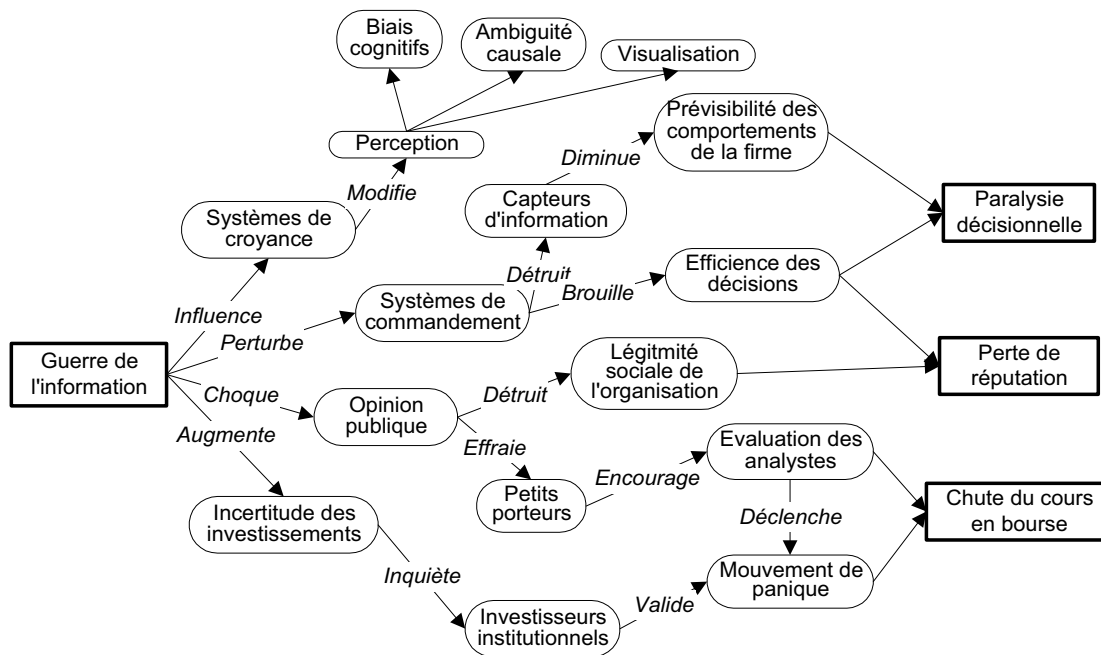 Biais
cognitifs
Ambiguité
causale
Visualisation
Perception
Prévisibilité des
comportements
de la firme
Diminue
Modifie
Capteurs
d'information
Systèmes de
croyance
Paralysie
décisionnelle
Détruit
Brouille
Efficience des
décisions
Influence
Perturbe
Systèmes de
commandement
Guerre de
l'information
Légitmité
sociale de
l'organisation
Perte de
réputation
Choque
Opinion
publique
Détruit
Augmente
Effraie
Evaluation des
analystes
Encourage
Petits
porteurs
Incertitude des
investissements
Déclenche
Chute du cours
en bourse
Inquiète
Mouvement de
panique
Valide
Investisseurs
institutionnels